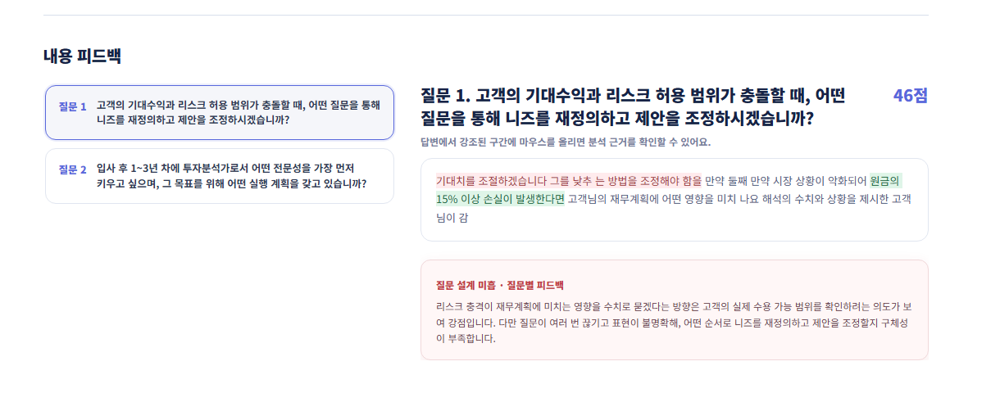 내용 피드백
질문 1 고객의 기대수익과 리스크 허용 범위가 충돌할 때, 어떤 질문을 통해
니즈를 재정의하고 제안을 조정하시겠습니까?
질문 2 입사 후 1~3년 차에 투자분석가로서 어떤 전문성을 가장 먼저
키우고 싶으며, 그 목표를 위해 어떤 실행 계획을 갖고 있습니까?
질문 1. 고객의 기대수익과 리스크 허용 범위가 충돌할 때, 어떤
질문을 통해 니즈를 재정의하고 제안을 조정하시겠습니까?
46점
답변에서 강조된 구간에 마우스를 올리면 분석 근거를 확인할 수 있어요.
기대치를 조절하겠습니다 그를 낮추 는 방법을 조정해야 함을 만약 둘째 만약 시장 상황이 악화되어 원금의
15% 이상 손실이 발생한다면 고객님의 재무계획에 어떤 영향을 미치 나요 해석의 수치와 상황을 제시한 고객
님이 감
질문 설계 미흡 · 질문별 피드백
리스크 충격이 재무계획에 미치는 영향을 수치로 묻겠다는 방향은 고객의 실제 수용 가능 범위를 확인하려는 의도가 보
여 강점입니다. 다만 질문이 여러 번 끊기고 표현이 불명확해, 어떤 순서로 니즈를 재정의하고 제안을 조정할지 구체성
이 부족합니다.